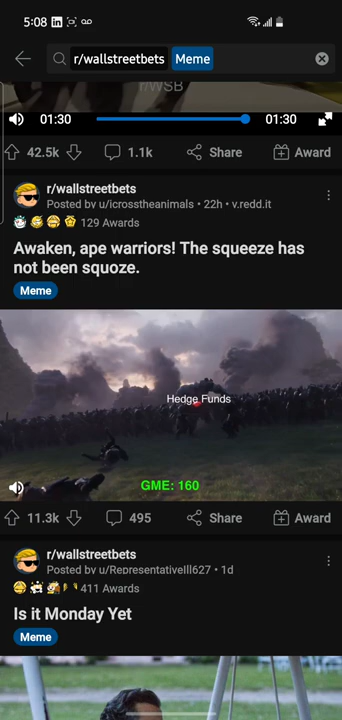 5:08
r/wallstreetbets Meme
r/WSB
01:30 01:30
42.5k 1.1k Share Award
r/wallstreetbets
Posted by u/icrosstheanimals • 22h • v.redd.it
129 Awards
Awaken, ape warriors! The squeeze has
not been squoze.
Meme
Hedge Funds
GME: 160
11.3k 495 Share Award
r/wallstreetbets
Posted by u/RepresentativeIll627 • 1d
411 Awards
Is it Monday Yet
Meme